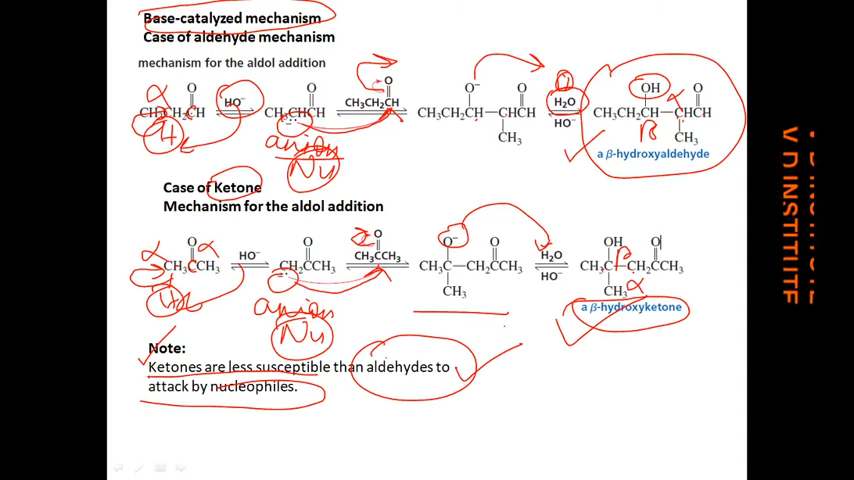 Base-catalyzed mechanism
Case of aldehyde mechanism
mechanism for the aldol addition
α
O
CH₃CH₂CH
H
HO⁻
O
CH₃CHCH
anion
Nu
O
CH₃CH₂CH
O⁻
O
CH₃CH₂CH—CHCH
CH₃
H₂O
HO⁻
OH
α
O
CH₃CH₂CH—CHCH
β
CH₃
a β-hydroxyaldehyde
Case of Ketone
Mechanism for the aldol addition
α
O
α
CH₃CCH₃
H
HO⁻
O
CH₂CCH₃
anion
Nu
O
CH₃CCH₃
O⁻
O
CH₃C—CH₂CCH₃
CH₃
H₂O
HO⁻
OH
O
β
CH₃C—CH₂CCH₃
CH₃
α
a β-hydroxyketone
Note:
Ketones are less susceptible than aldehydes to
attack by nucleophiles.
V D INSTITUTE